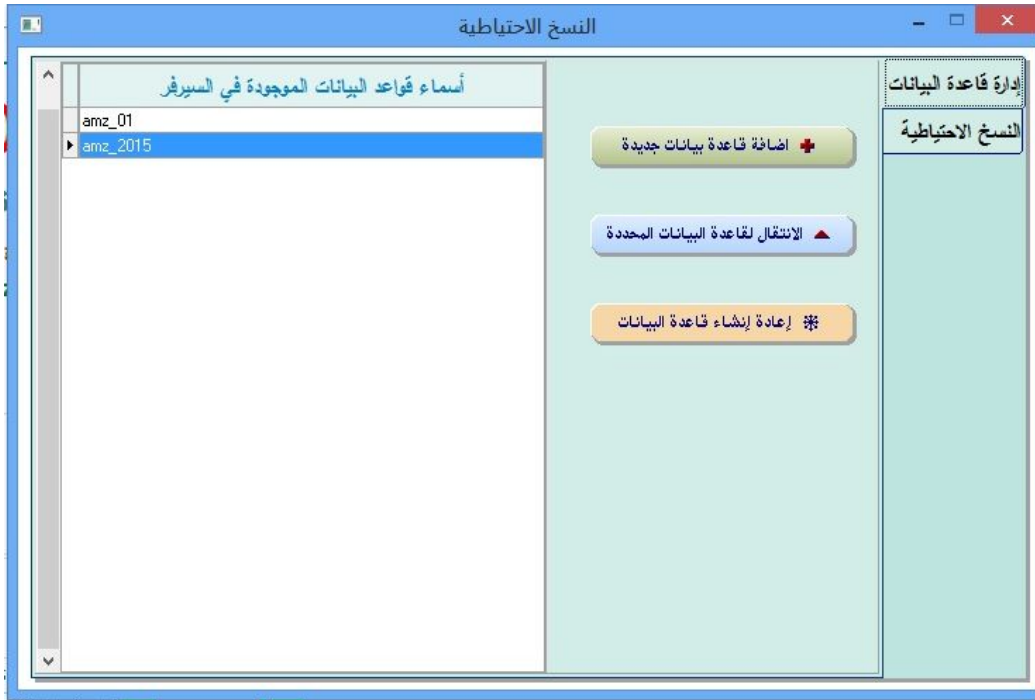 النسخ الاحتياطية
إدارة قاعدة البيانات
النسخ الاحتياطية
اضافة قاعدة بيانات جديدة
الانتقال لقاعدة البيانات المحددة
إعادة إنشاء قاعدة البيانات
أسماء قواعد البيانات الموجودة في السيرفر
amz_01
amz_2015